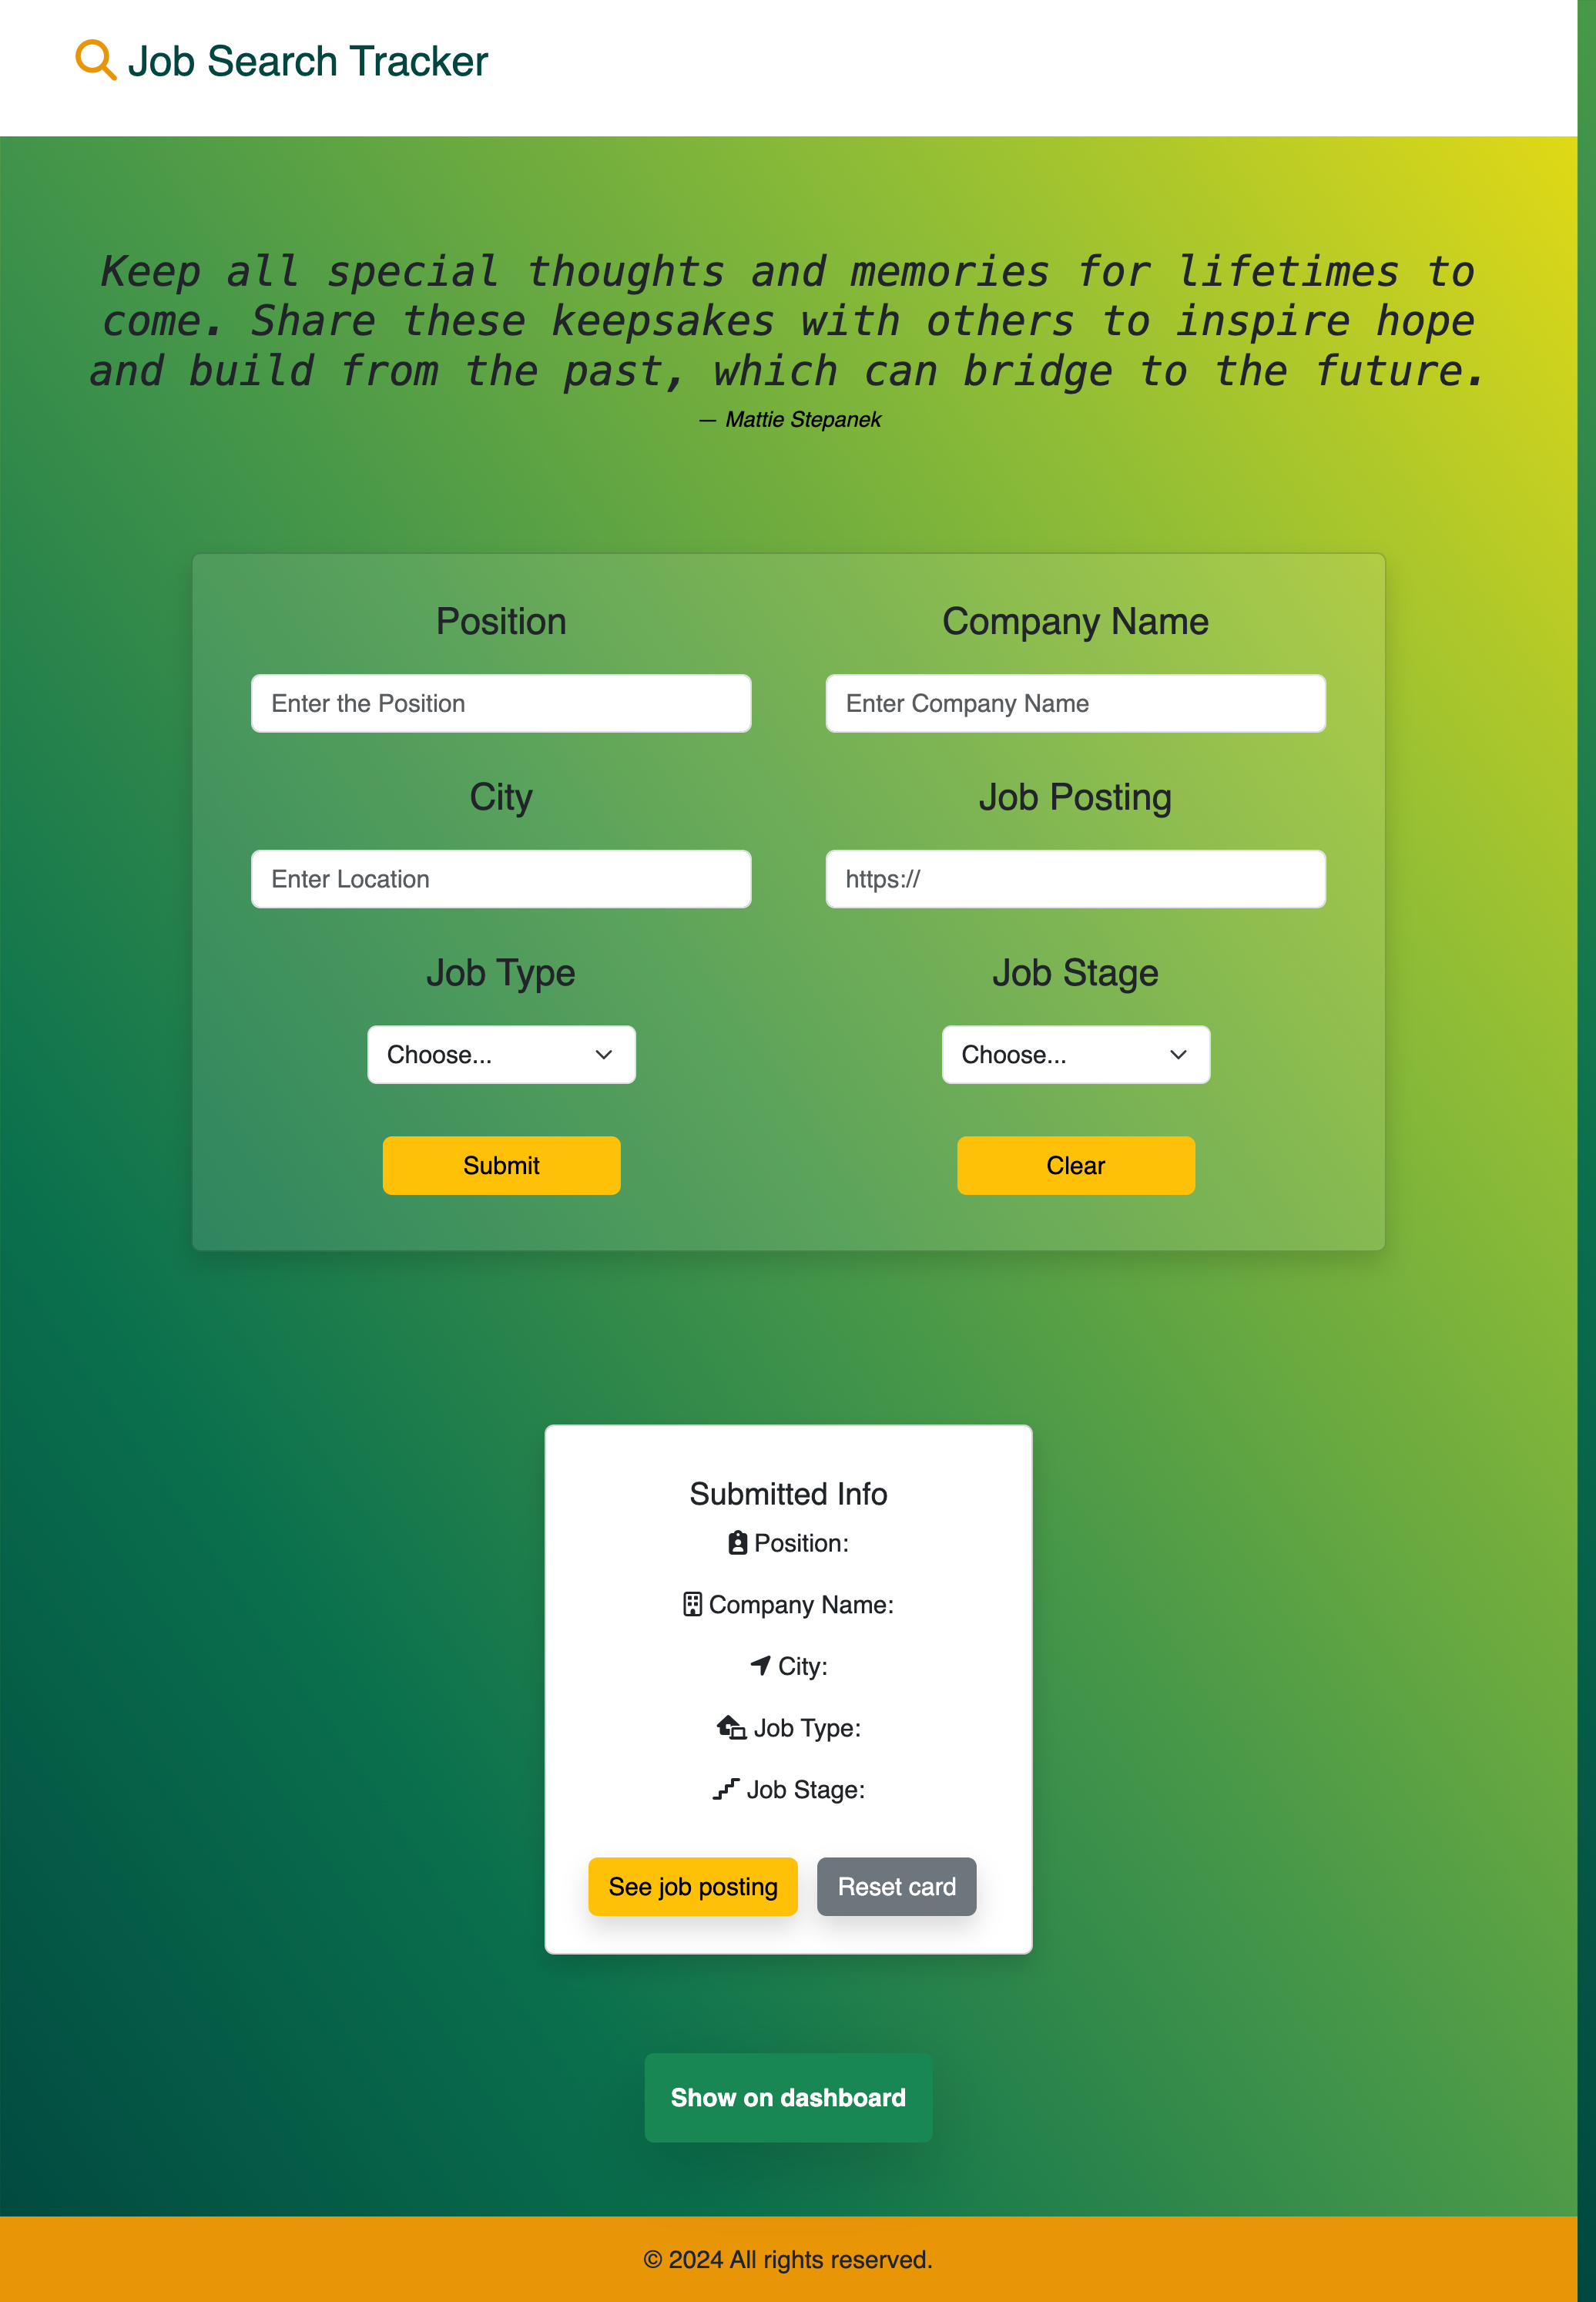 Job Search Tracker
Keep all special thoughts and memories for lifetimes to
come. Share these keepsakes with others to inspire hope
and build from the past, which can bridge to the future.
— Mattie Stepanek
Position
Company Name
Enter the Position
Enter Company Name
City
Job Posting
Enter Location
https://
Job Type
Job Stage
Choose...
Choose...
Submit
Clear
Submitted Info
Position:
Company Name:
City:
Job Type:
Job Stage:
See job posting
Reset card
Show on dashboard
© 2024 All rights reserved.